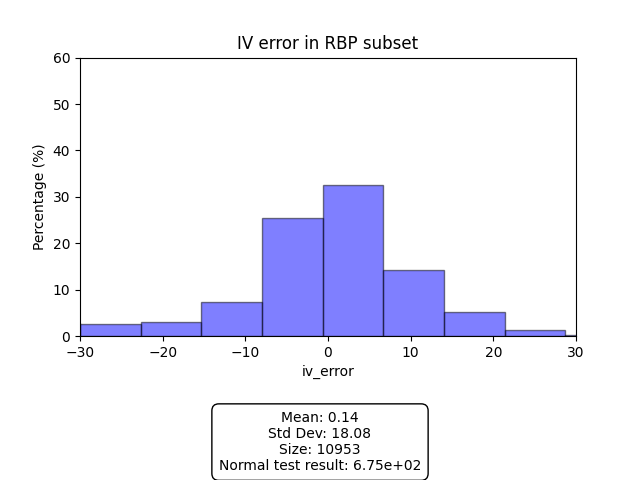 IV error in RBP subset
60
50
40
30
20
10
0
Percentage (%)
−30
−20
−10
0
10
20
30
iv_error
Mean: 0.14
Std Dev: 18.08
Size: 10953
Normal test result: 6.75e+02